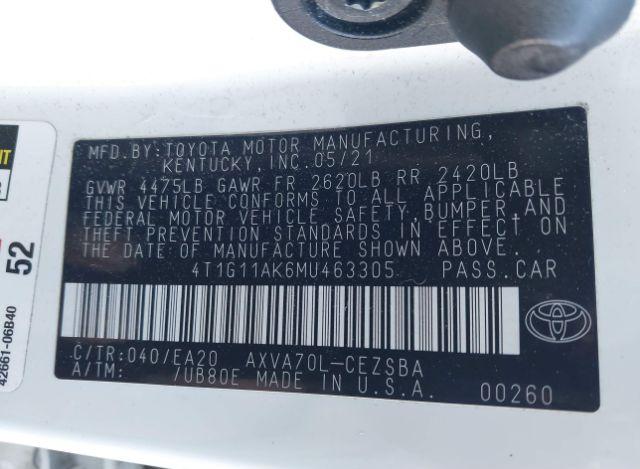 MFD.BY:TOYOTA MOTOR MANUFACTURING,
KENTUCKY, INC. 05/21
GVWR 4475LB GAWR FR 2620LB RR 2420LB
THIS VEHICLE CONFORMS TO ALL
FEDERAL MOTOR VEHICLE SAFETY,BUMPER,AND
THEFT PREVENTION STANDARDS IN EFFECT ON
THE DATE OF MANUFACTURE SHOWN ABOVE.
4T1G11AK6MU463305 PASS.CAR
C/TR:040/EA20 AXVA70L-CEZSBA
A/TM: /UB80E MADE IN U.S.A. 00260
52
42661-06B40